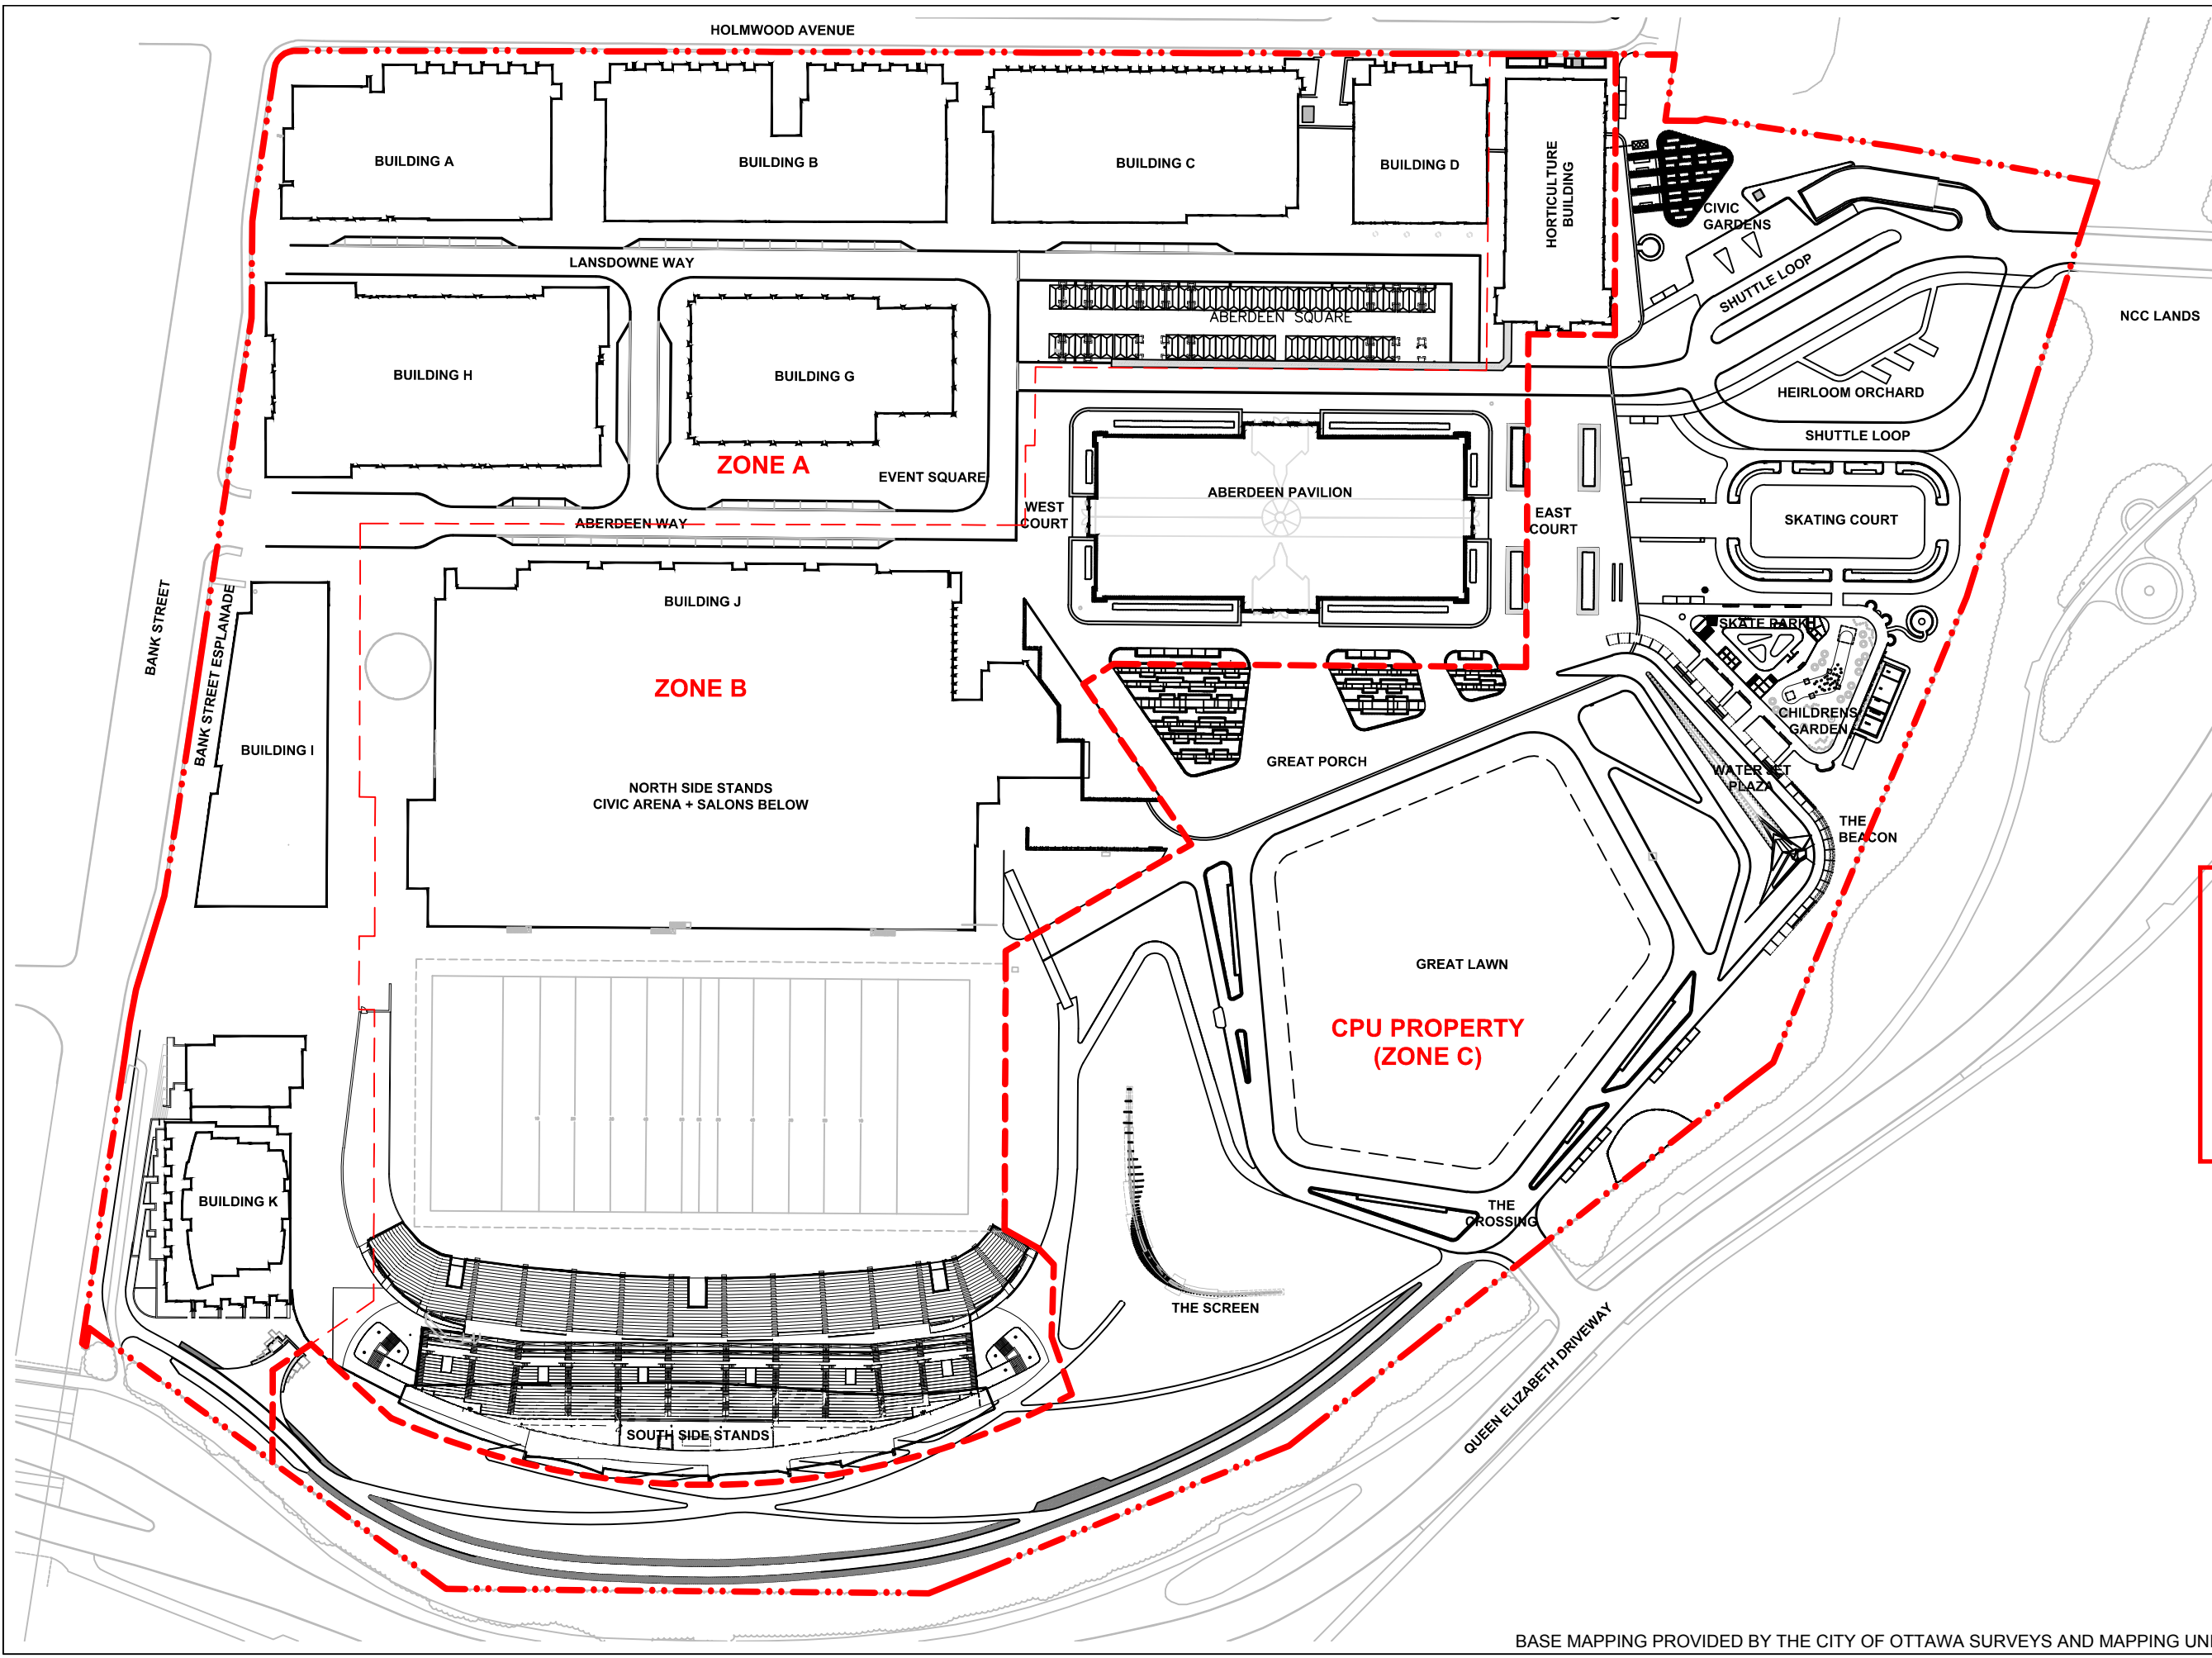 HOLMWOOD AVENUE
BUILDING A
BUILDING B
BUILDING C
BUILDING D
HORTICULTURE
BUILDING
CIVIC
GARDENS
LANSDOWNE WAY
SHUTTLE LOOP
ABERDEEN SQUARE
NCC LANDS
BUILDING H
BUILDING G
HEIRLOOM ORCHARD
SHUTTLE LOOP
ZONE A
EVENT SQUARE
ABERDEEN PAVILION
WEST
COURT
EAST
COURT
SKATING COURT
ABERDEEN WAY
BANK STREET
BANK STREET ESPLANADE
BUILDING J
SKATE PARK
ZONE B
CHILDRENS
GARDEN
BUILDING I
GREAT PORCH
WATER JET
PLAZA
NORTH SIDE STANDS
CIVIC ARENA + SALONS BELOW
THE
BEACON
GREAT LAWN
CPU PROPERTY
(ZONE C)
BUILDING K
THE
CROSSING
THE SCREEN
QUEEN ELIZABETH DRIVEWAY
SOUTH SIDE STANDS
BASE MAPPING PROVIDED BY THE CITY OF OTTAWA SURVEYS AND MAPPING UNI